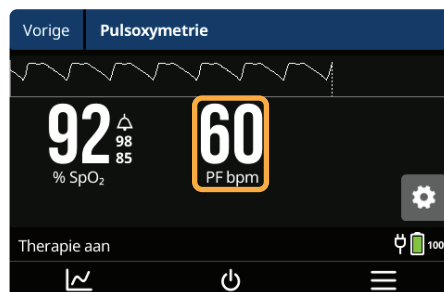 Vorige Pulsoxymetrie
92 98 85 60
% SpO₂ PF bpm
Therapie aan 100